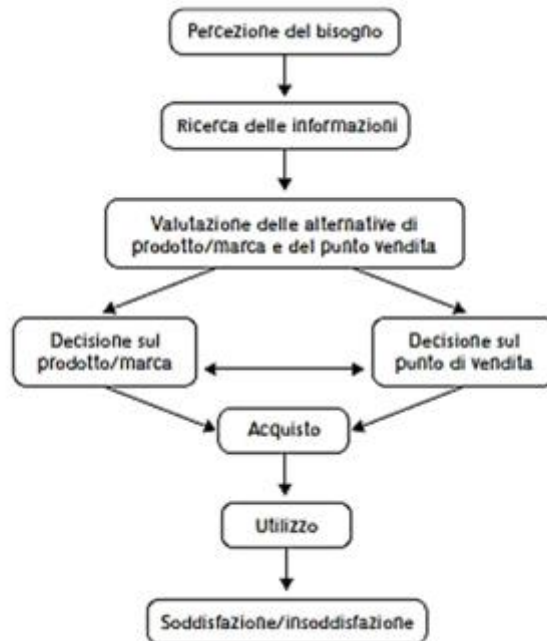 Percezione del bisogno
Ricerca delle informazioni
Valutazione delle alternative di
prodotto/marca e del punto vendita
Decisione sul
prodotto/marca
Decisione sul
punto di vendita
Acquisto
Utilizzo
Soddisfazione/insoddisfazione